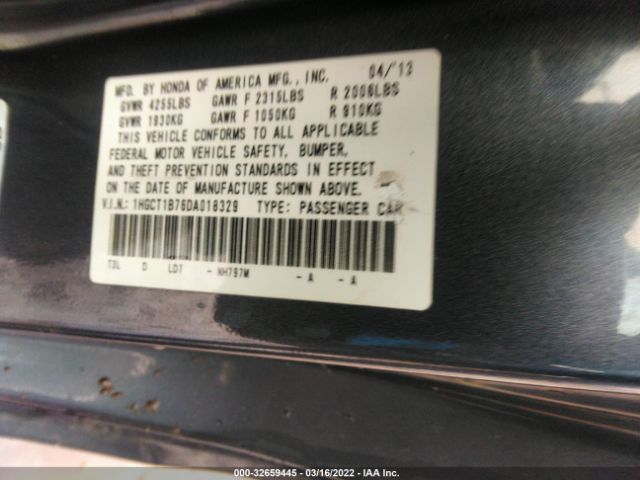 MFD. BY HONDA OF AMERICA MFG., INC. 04/'13
GVWR 4255LBS GAWR F 2315LBS R 2006LBS
GVWR 1930KG GAWR F 1050KG R 910KG
THIS VEHICLE CONFORMS TO ALL APPLICABLE
FEDERAL MOTOR VEHICLE SAFETY, BUMPER,
AND THEFT PREVENTION STANDARDS IN EFFECT
ON THE DATE OF MANUFACTURE SHOWN ABOVE.
V.I.N.: 1HGCT1B76DA018329 TYPE: PASSENGER CAR
T3L D LD7 - NH797M - A - A
000-32659445 - 03/16/2022 - IAA Inc.